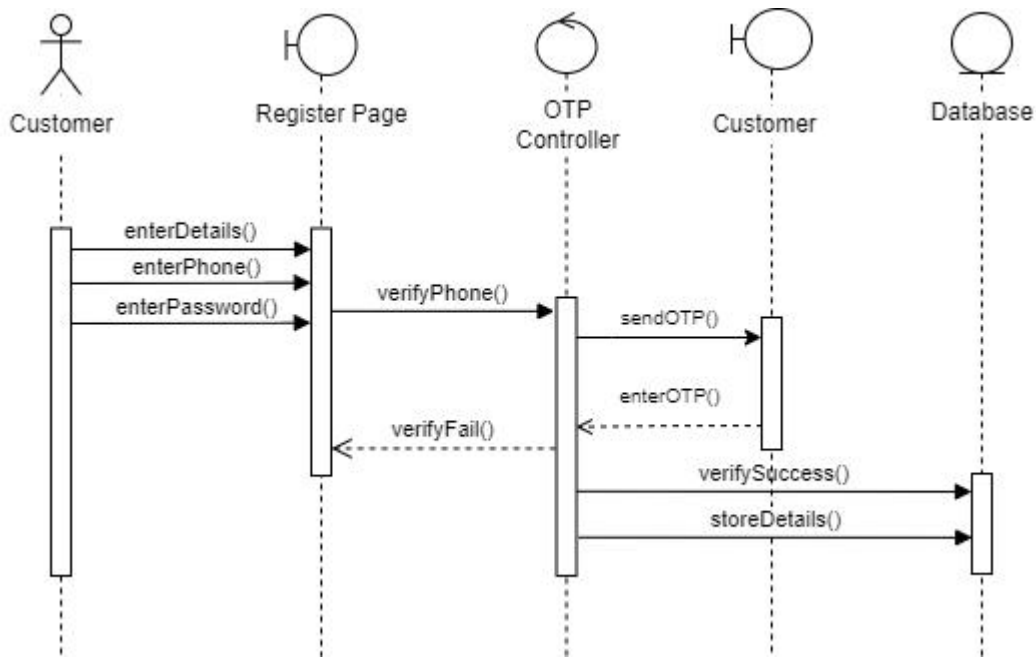 Customer
Register Page
OTP
Controller
Customer
Database
enterDetails()
enterPhone()
enterPassword()
verifyPhone()
sendOTP()
enterOTP()
verifyFail()
verifySuccess()
storeDetails()